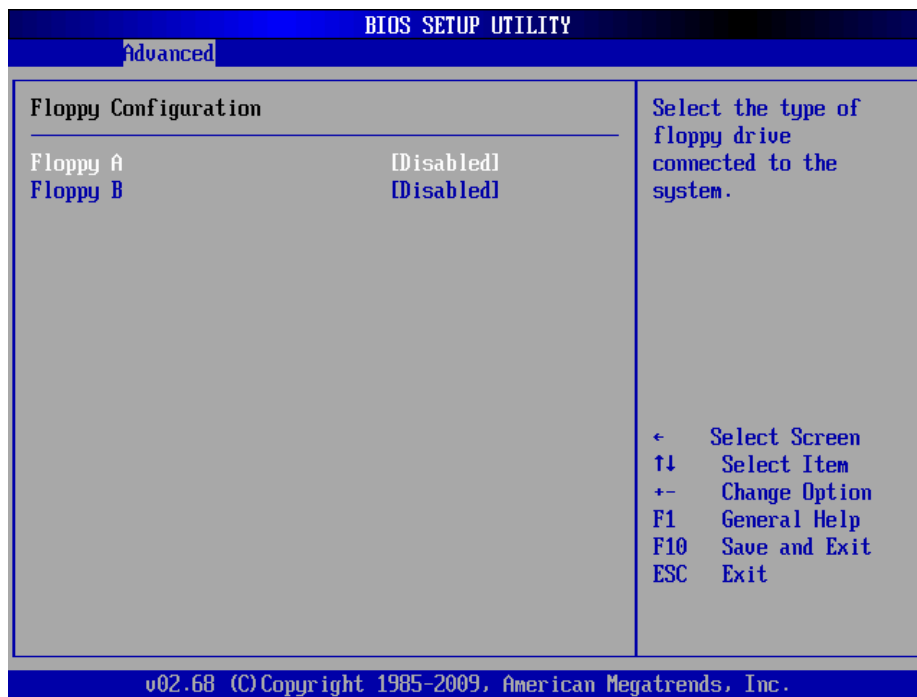 BIOS SETUP UTILITY
Advanced
Floppy Configuration
Floppy A [Disabled]
Floppy B [Disabled]
Select the type of
floppy drive
connected to the
system.
← Select Screen
↑↓ Select Item
+- Change Option
F1 General Help
F10 Save and Exit
ESC Exit
v02.68 (C)Copyright 1985-2009, American Megatrends, Inc.